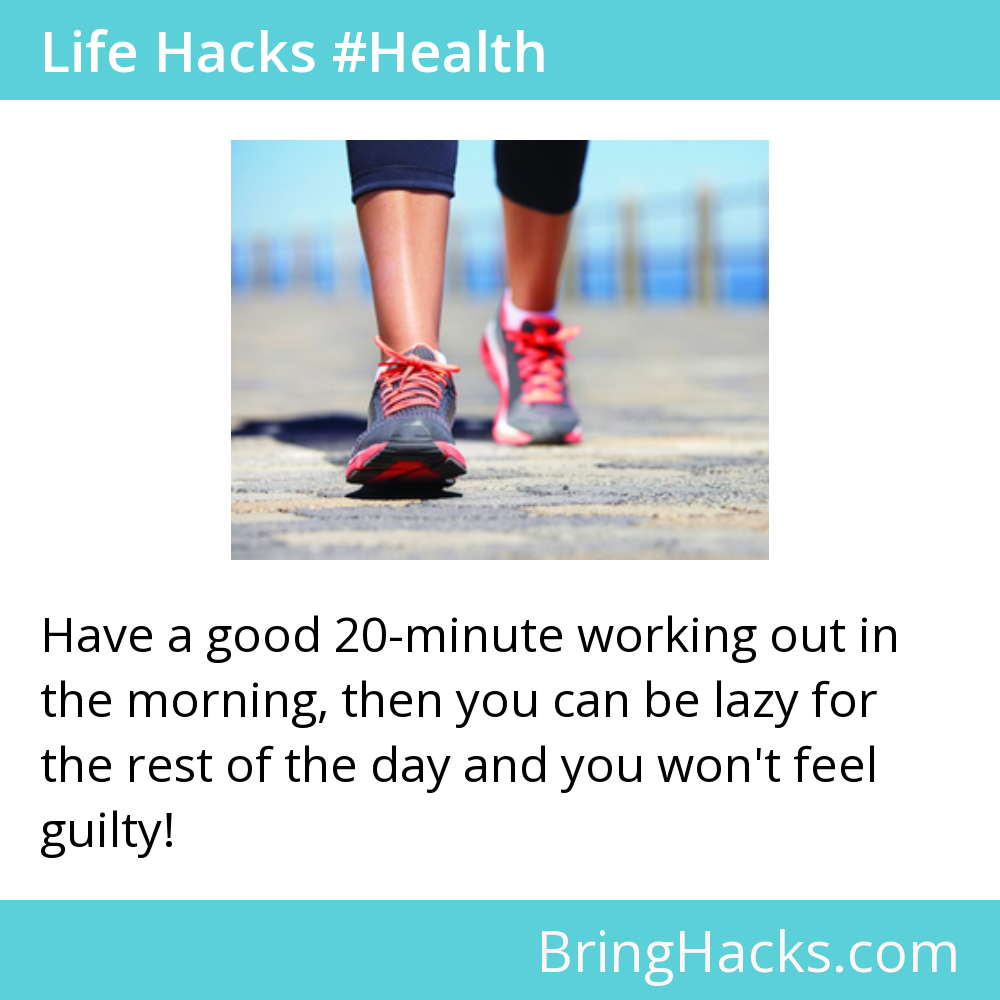 Life Hacks #Health
Have a good 20-minute working out in
the morning, then you can be lazy for
the rest of the day and you won't feel
guilty!
BringHacks.com